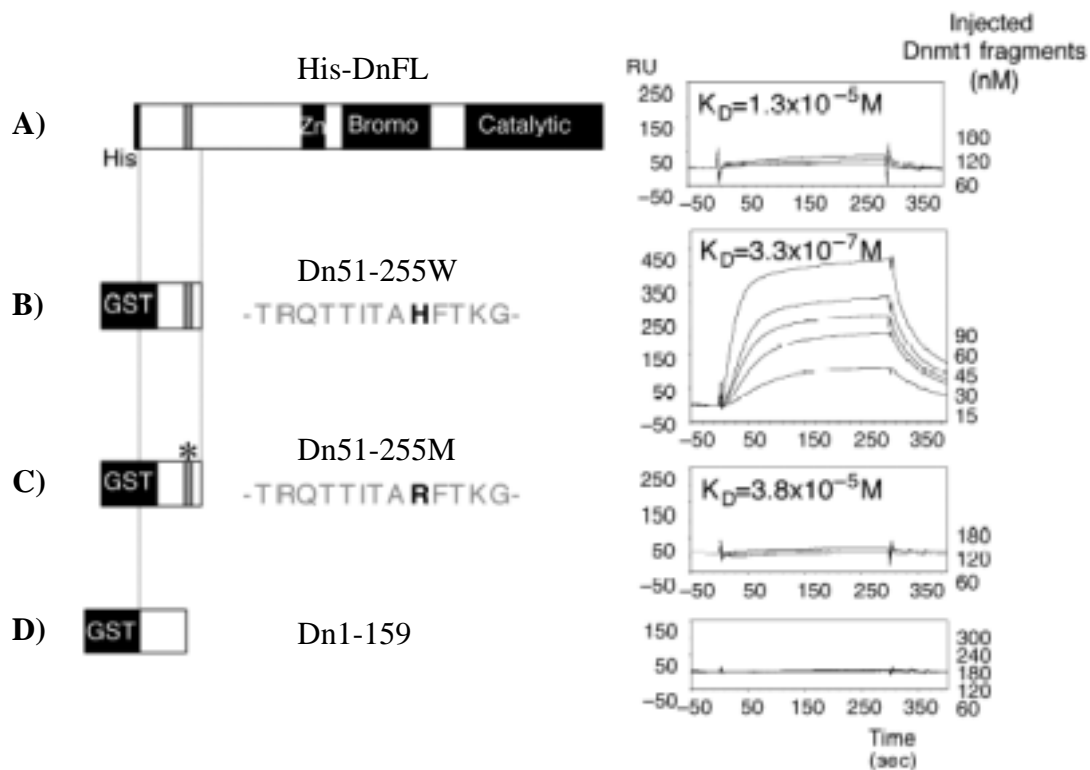 Injected
Dnmt1 fragments
(nM)
His-DnFL
RU
A)
Zn Bromo Catalytic
His
250
150
50
−50
K_D=1.3x10⁻⁵M
180
120
60
−50 50 150 250 350
B)
GST
Dn51-255W
-TRQTTITAHFTKG-
450
350
250
150
50
−50
K_D=3.3x10⁻⁷M
90
60
45
30
15
−50 50 150 250 350
C)
*
GST
Dn51-255M
-TRQTTITARFTKG-
250
150
50
−50
K_D=3.8x10⁻⁵M
180
120
60
−50 50 150 250 350
D)
GST
Dn1-159
150
50
−50
300
240
180
120
60
−50 50 150 250 350
Time
(sec)